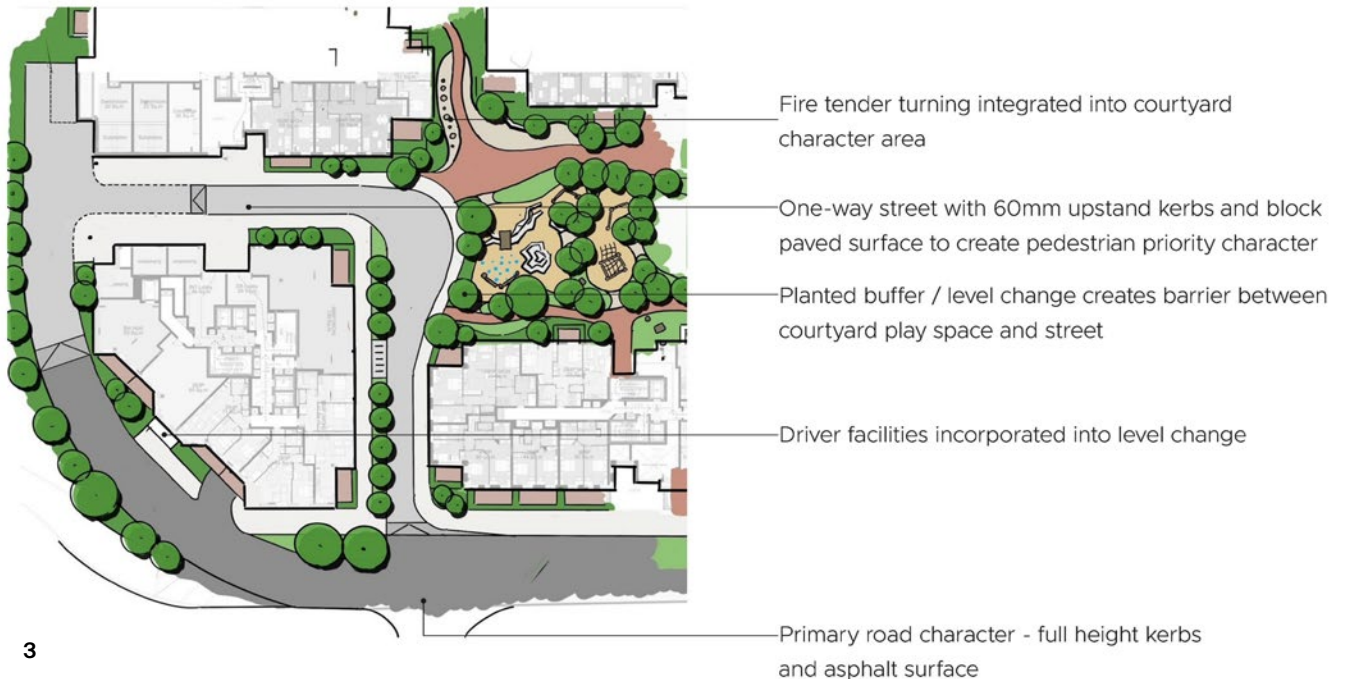 Fire tender turning integrated into courtyard
character area
One-way street with 60mm upstand kerbs and block
paved surface to create pedestrian priority character
Planted buffer / level change creates barrier between
courtyard play space and street
Driver facilities incorporated into level change
Primary road character - full height kerbs
and asphalt surface
3